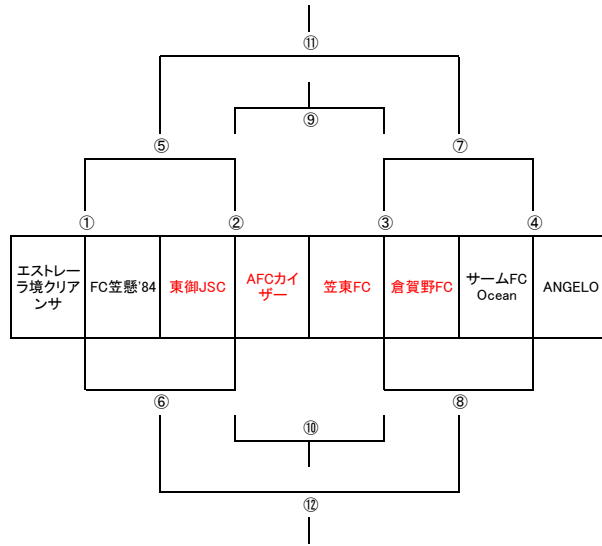 ⑪
⑨
⑤
⑦
①
②
③
④
エストレー
ラ境クリア
ンサ
FC笠懸'84
東御JSC
AFCカイ
ザー
笠東FC
倉賀野FC
サームFC
Ocean
ANGELO
⑥
⑧
⑩
⑫